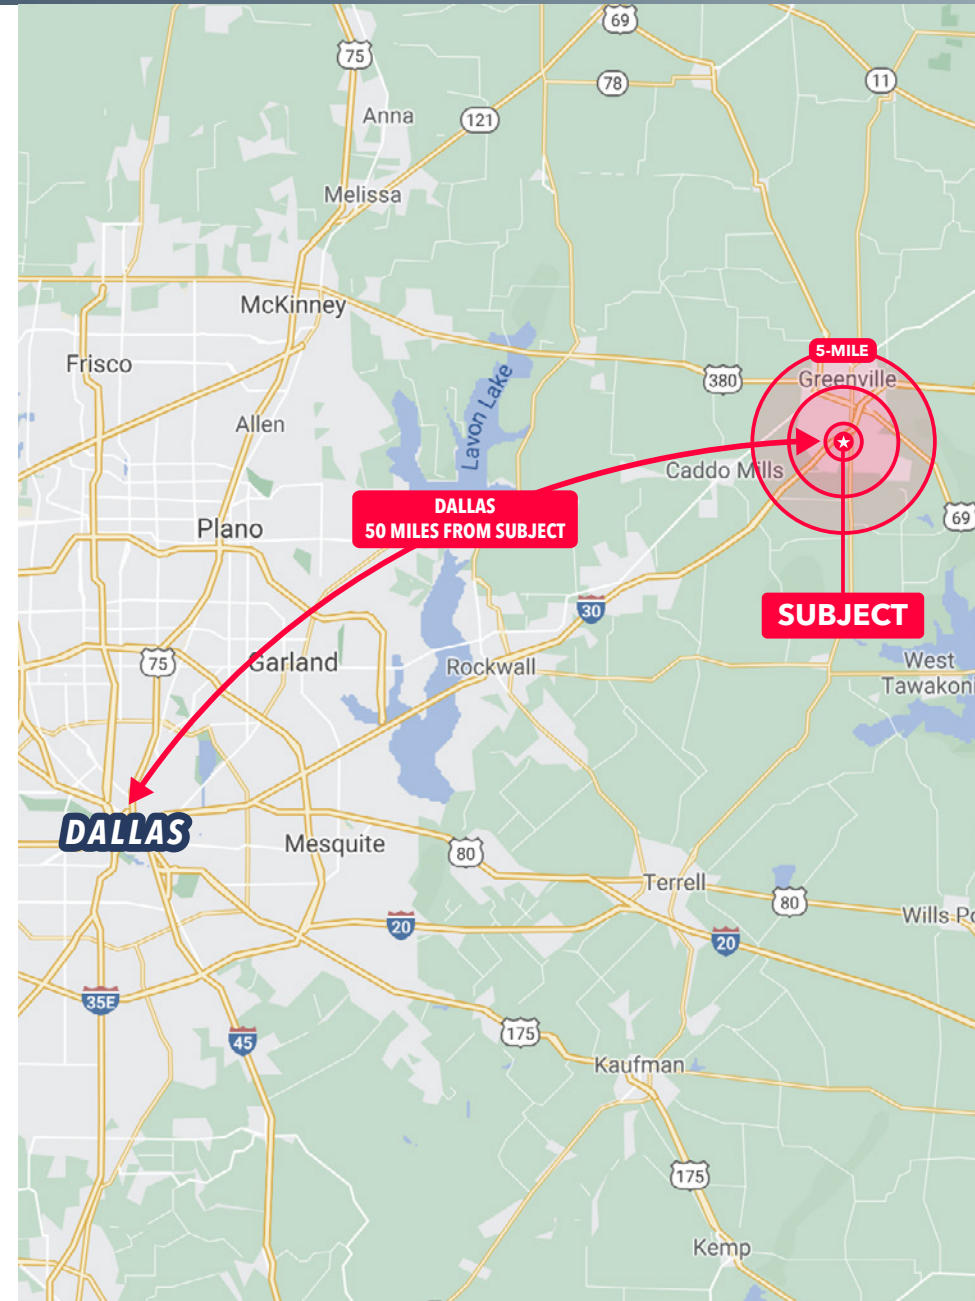 69
75
78
11
Anna
121
Melissa
McKinney
5-MILE
Frisco
380
Greenville
Lavon Lake
Allen
Caddo Mills
DALLAS
50 MILES FROM SUBJECT
Plano
69
30
SUBJECT
75
Garland
Rockwall
West
Tawakoni
DALLAS
Mesquite
80
Terrell
80
Wills Po
20
20
35E
175
45
Kaufman
175
Kemp